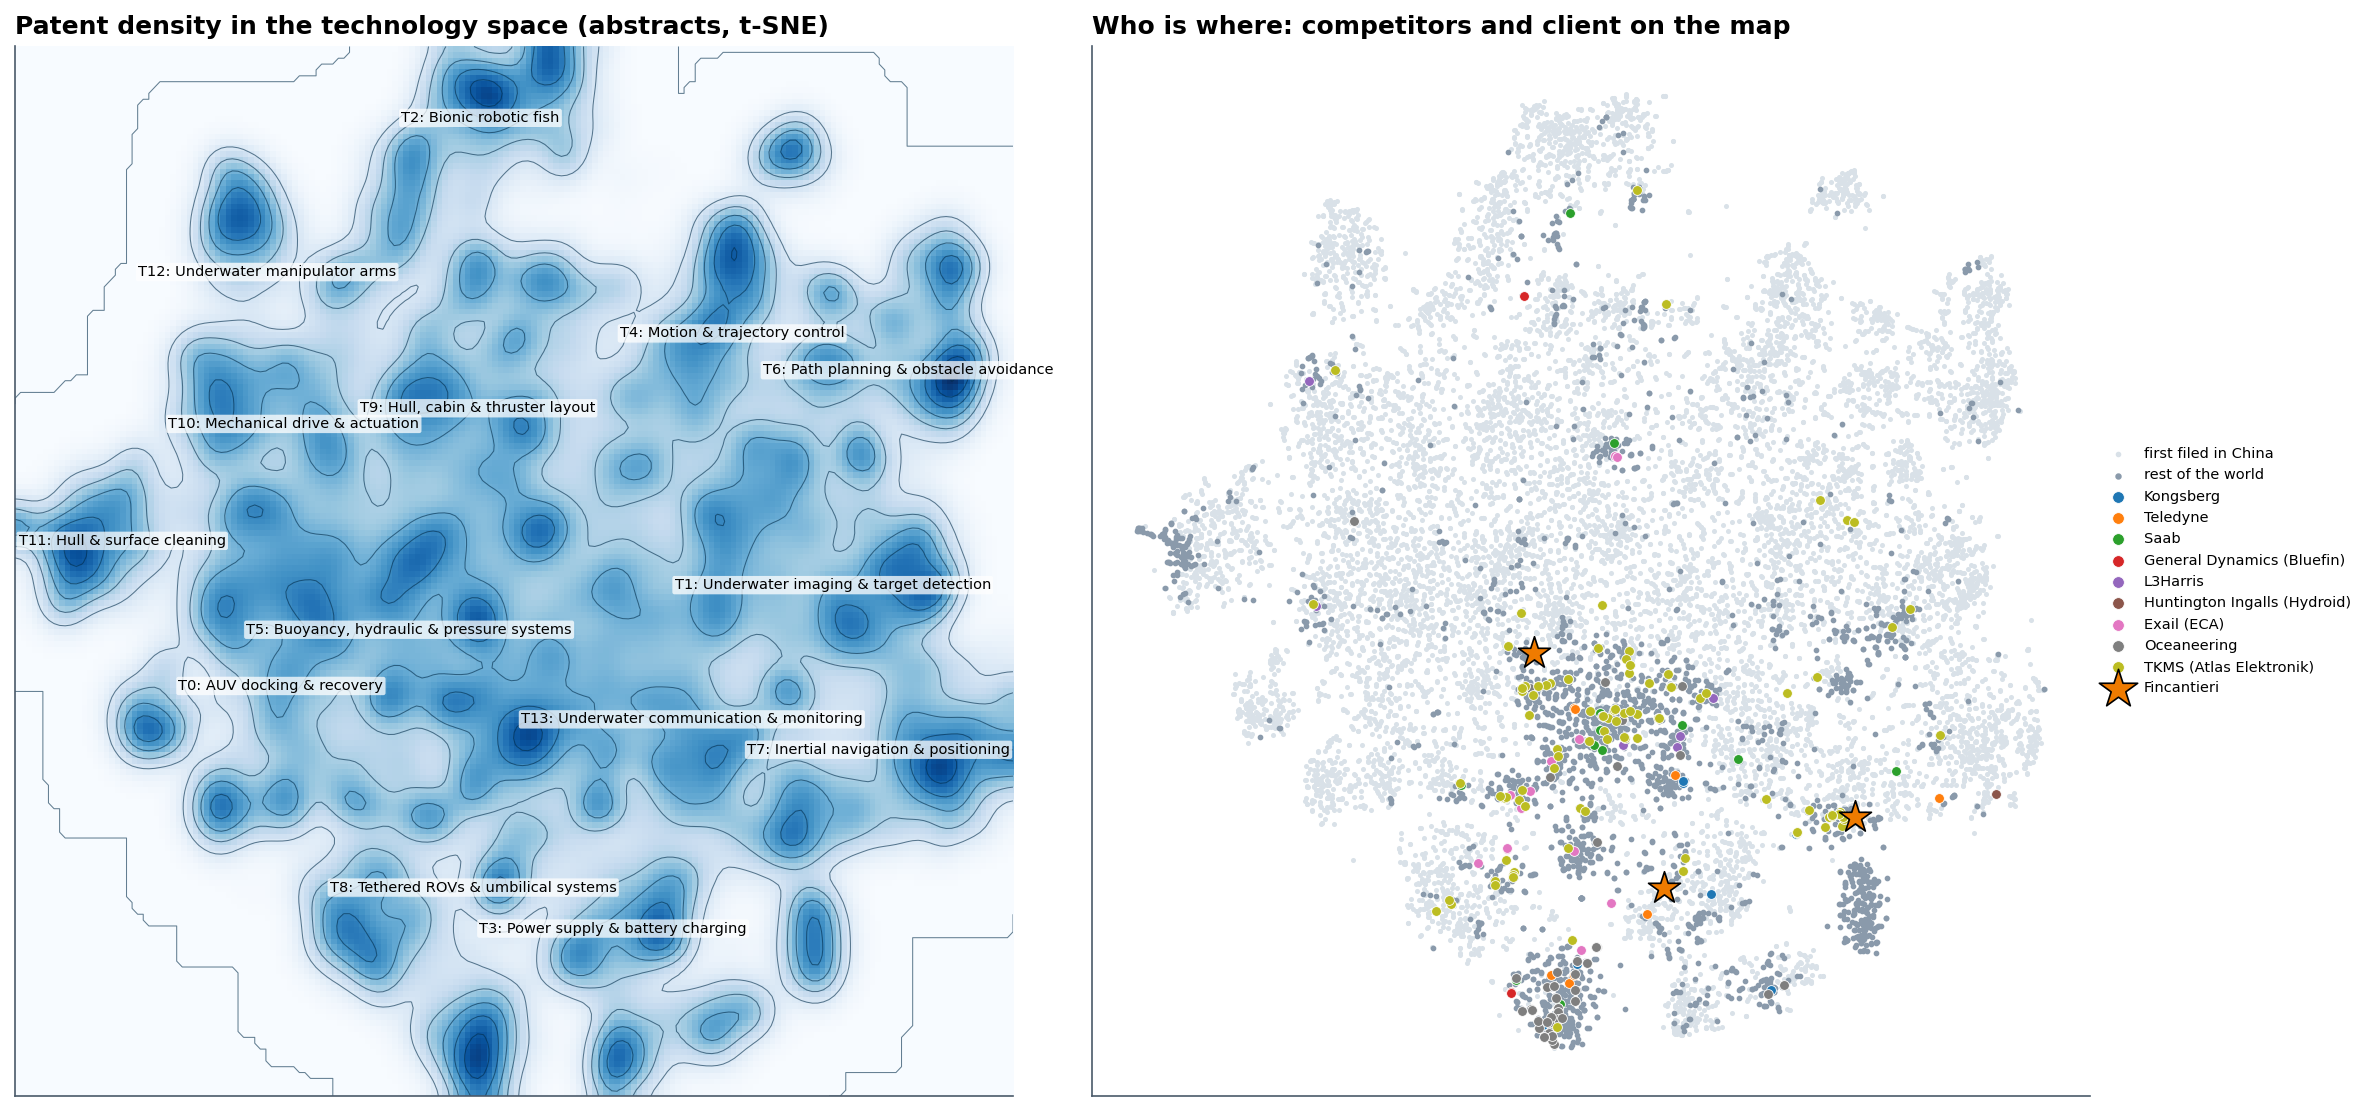 Patent density in the technology space (abstracts, t-SNE)
T2: Bionic robotic fish
T12: Underwater manipulator arms
T4: Motion & trajectory control
T6: Path planning & obstacle avoidance
T9: Hull, cabin & thruster layout
T10: Mechanical drive & actuation
T11: Hull & surface cleaning
T1: Underwater imaging & target detection
T5: Buoyancy, hydraulic & pressure systems
T0: AUV docking & recovery
T13: Underwater communication & monitoring
T7: Inertial navigation & positioning
T8: Tethered ROVs & umbilical systems
T3: Power supply & battery charging
Who is where: competitors and client on the map
first filed in China
rest of the world
Kongsberg
Teledyne
Saab
General Dynamics (Bluefin)
L3Harris
Huntington Ingalls (Hydroid)
Exail (ECA)
Oceaneering
TKMS (Atlas Elektronik)
Fincantieri